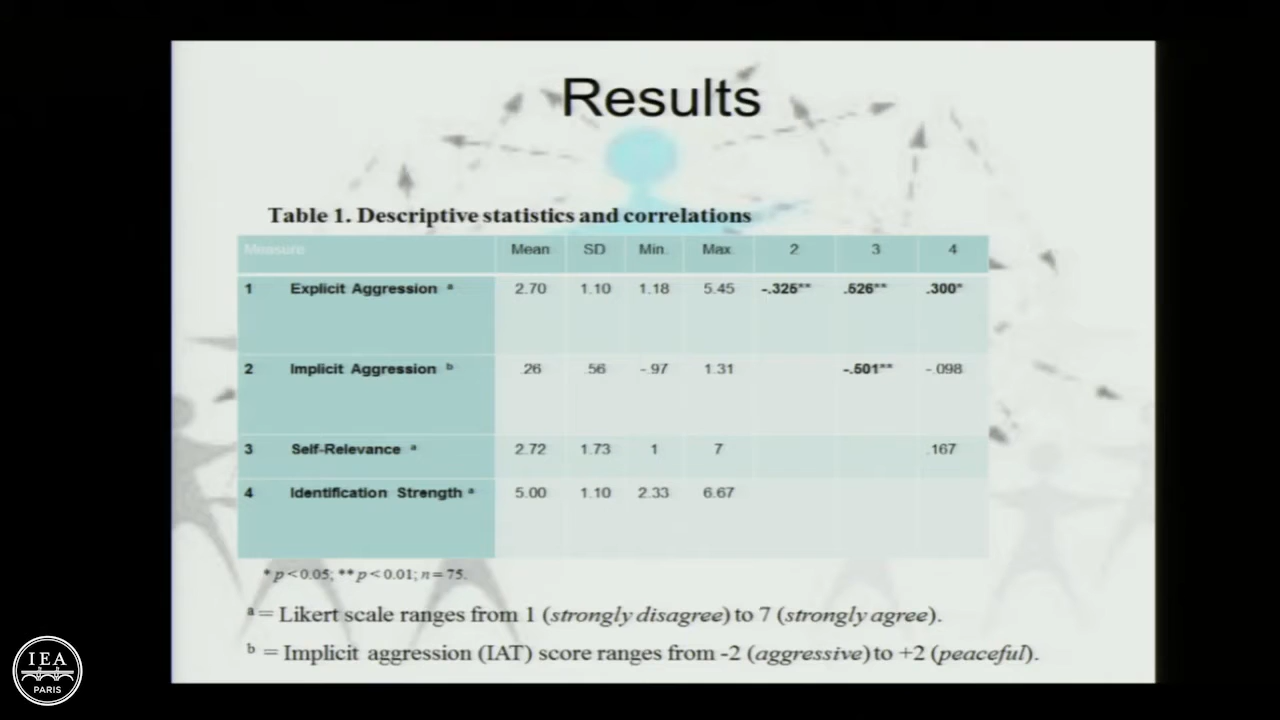 Results
Table 1. Descriptive statistics and correlations
Measure Mean SD Min. Max 2 3 4
1 Explicit Aggression a 2.70 1.10 1.18 5.45 -.325** .526** .300*
2 Implicit Aggression b .26 .56 -.97 1.31 -.501** -.098
3 Self-Relevance a 2.72 1.73 1 7 .167
4 Identification Strength a 5.00 1.10 2.33 6.67
* p < 0.05; ** p < 0.01; n = 75.
a = Likert scale ranges from 1 (strongly disagree) to 7 (strongly agree).
b = Implicit aggression (IAT) score ranges from -2 (aggressive) to +2 (peaceful).
IEA
PARIS